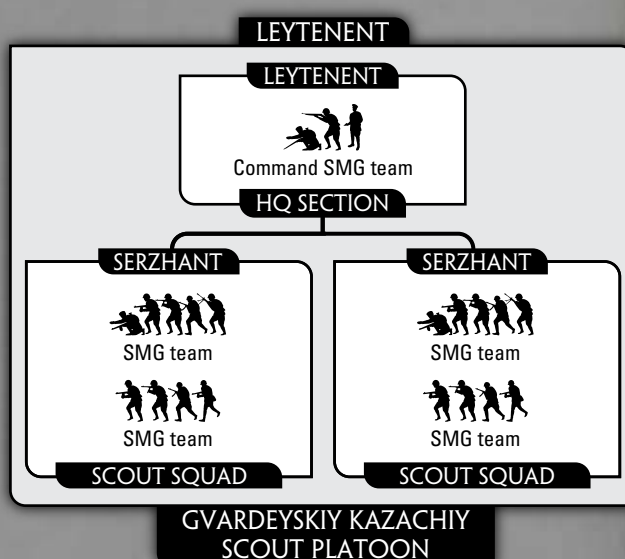 LEYTENENT
LEYTENENT
Command SMG team
HQ SECTION
SERZHANT
SMG team
SMG team
SCOUT SQUAD
SERZHANT
SMG team
SMG team
SCOUT SQUAD
GVARDEYSKIY KAZACHIY
SCOUT PLATOON